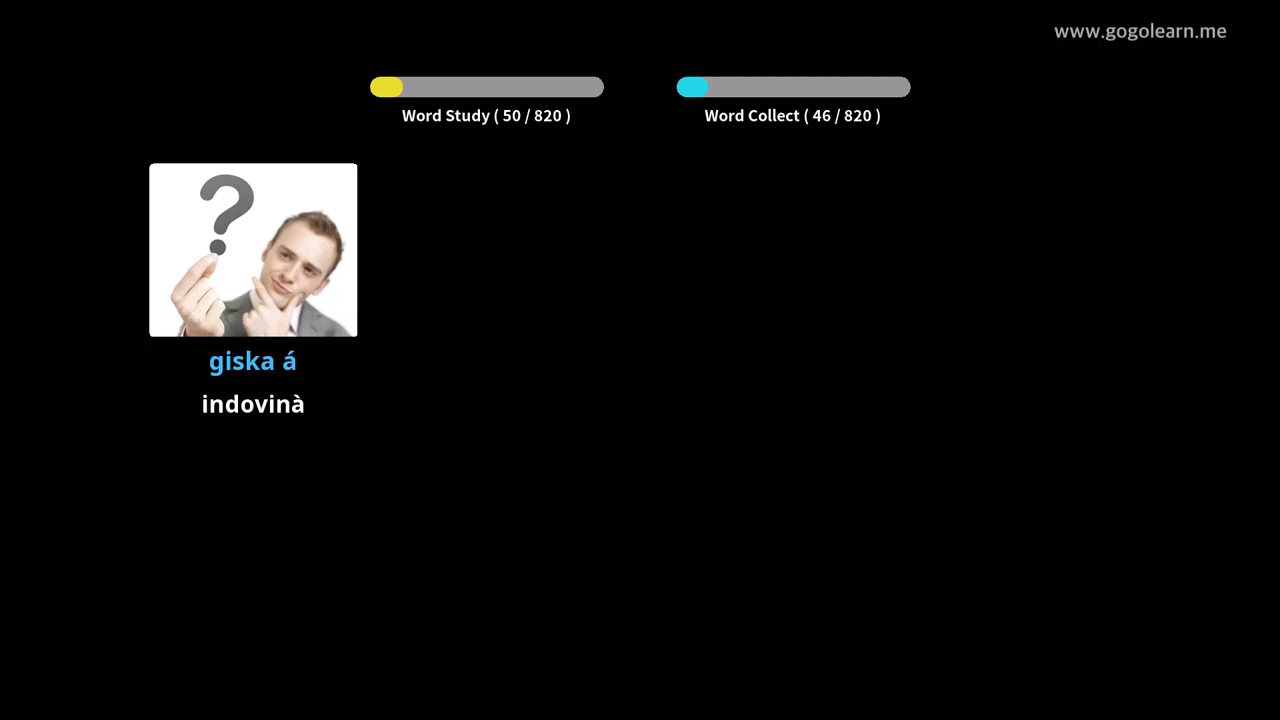 www.gogolearn.me
Word Study ( 50 / 820 )
Word Collect ( 46 / 820 )
?
giska á
indovinà